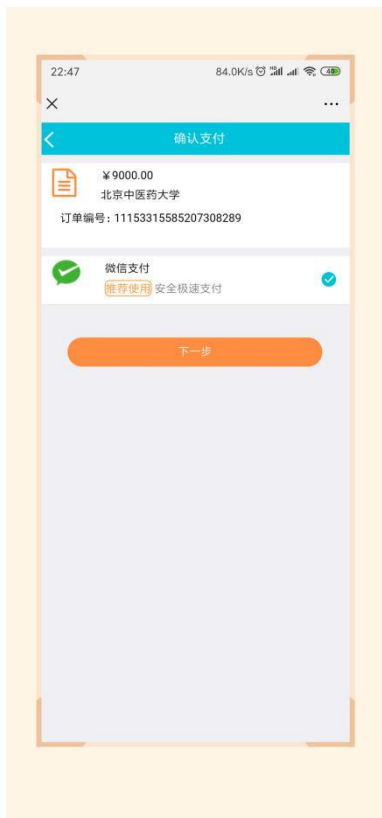 22:47
84.0K/s
48
确认支付
¥9000.00
北京中医药大学
订单编号：11153315585207308289
微信支付
推荐使用 安全极速支付
下一步